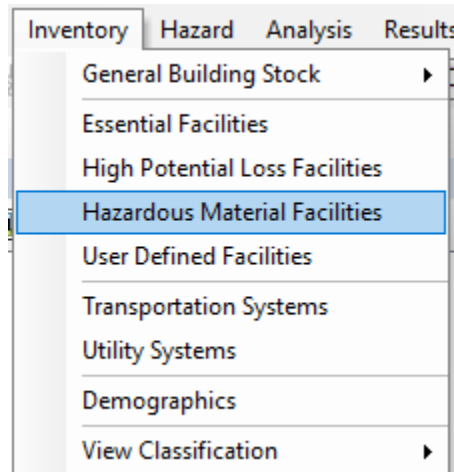 Inventory Hazard Analysis Results
General Building Stock
Essential Facilities
High Potential Loss Facilities
Hazardous Material Facilities
User Defined Facilities
Transportation Systems
Utility Systems
Demographics
View Classification